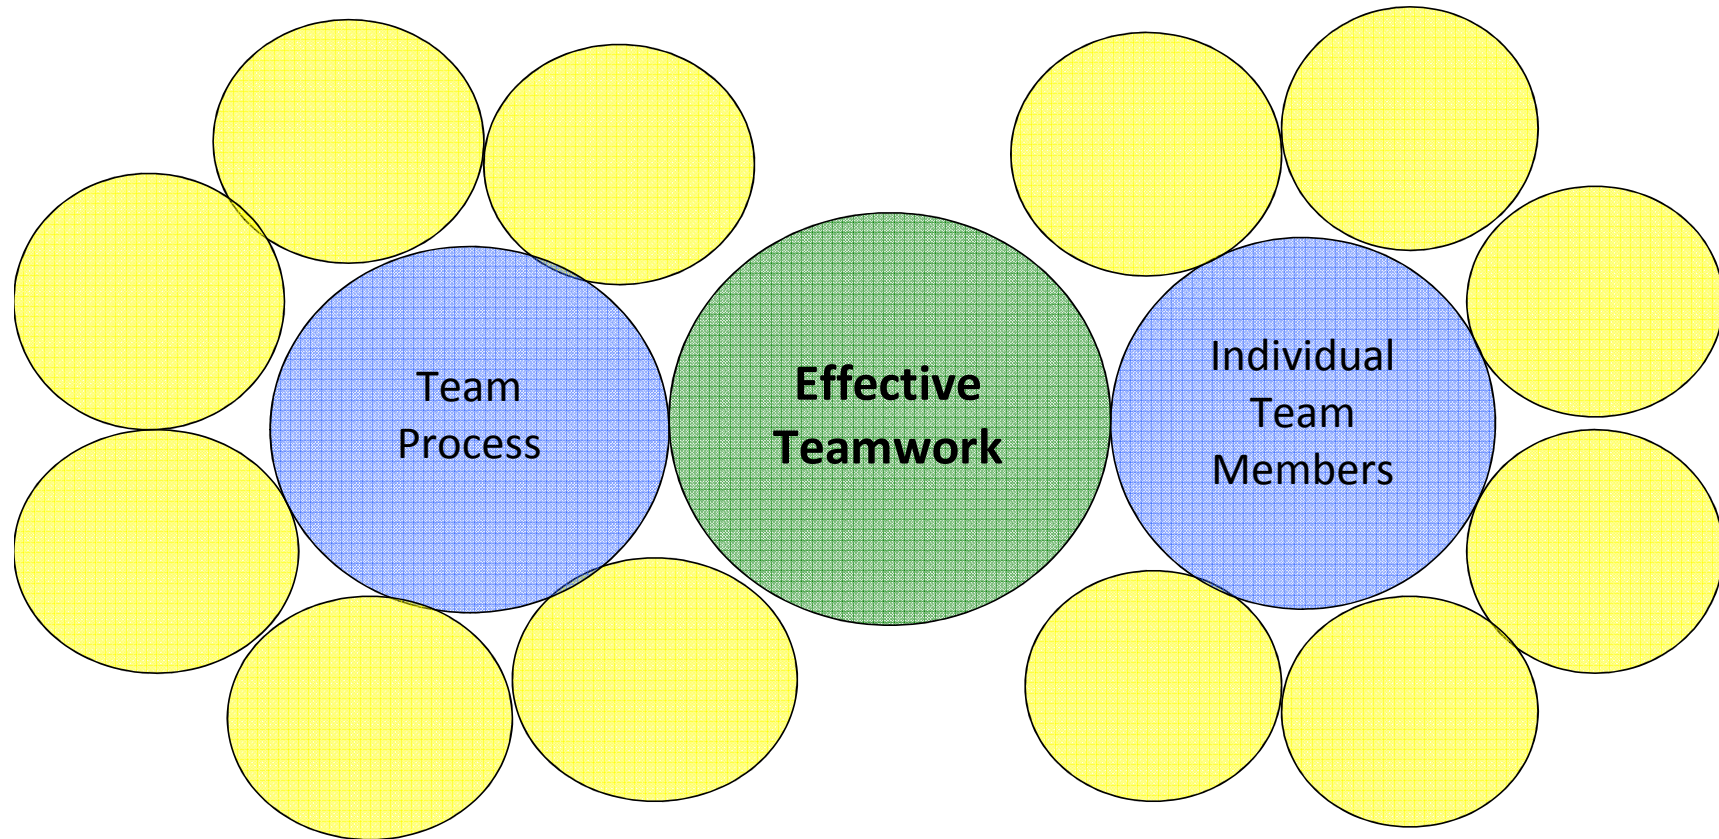 Team
Process
Effective
Teamwork
Individual
Team
Members